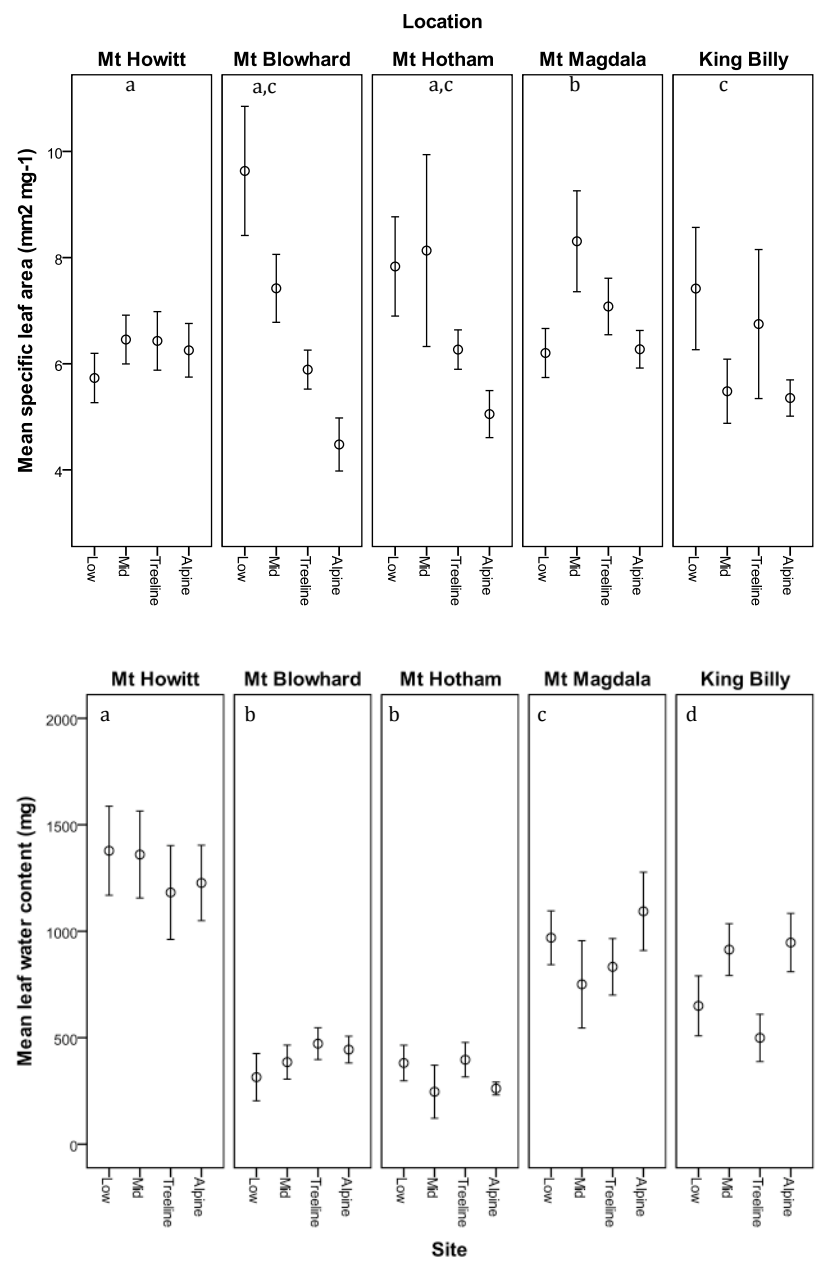 Location
Mt Howitt Mt Blowhard Mt Hotham Mt Magdala King Billy
a a,c a,c b c
Mean specific leaf area (mm2 mg-1)
10
8
6
4
Low Mid Treeline Alpine Low Mid Treeline Alpine Low Mid Treeline Alpine Low Mid Treeline Alpine Low Mid Treeline Alpine
Mt Howitt Mt Blowhard Mt Hotham Mt Magdala King Billy
a b b c d
Mean leaf water content (mg)
2000
1500
1000
500
0
Low Mid Treeline Alpine Low Mid Treeline Alpine Low Mid Treeline Alpine Low Mid Treeline Alpine Low Mid Treeline Alpine
Site